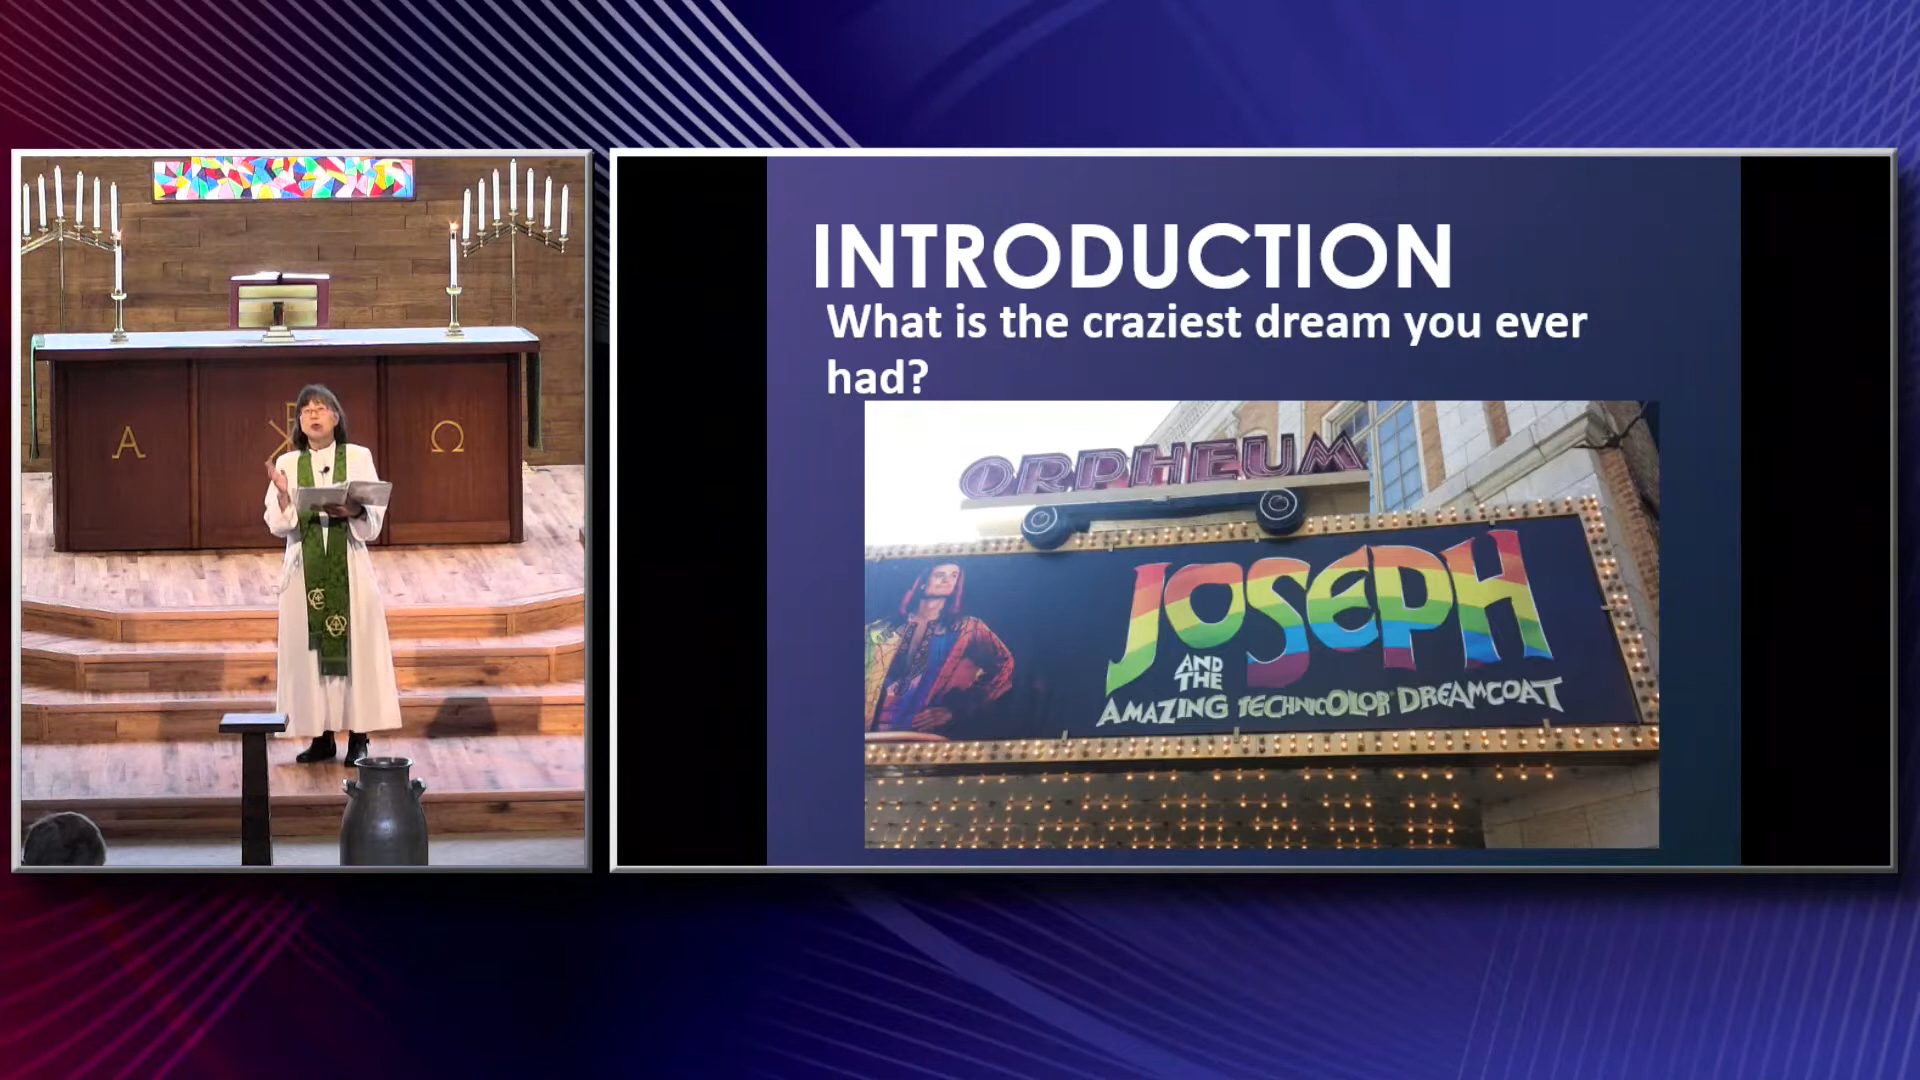 INTRODUCTION
What is the craziest dream you ever
had?
ORPHEUM
JOSEPH
AND
THE
AMAZING TECHNICOLOR DREAMCOAT
Α
Ω